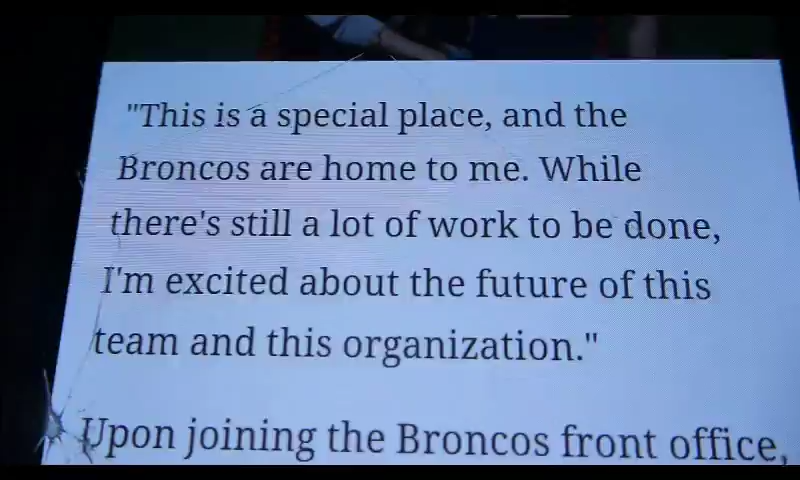 "This is a special place, and the
Broncos are home to me. While
there's still a lot of work to be done,
I'm excited about the future of this
team and this organization."
Upon joining the Broncos front office,